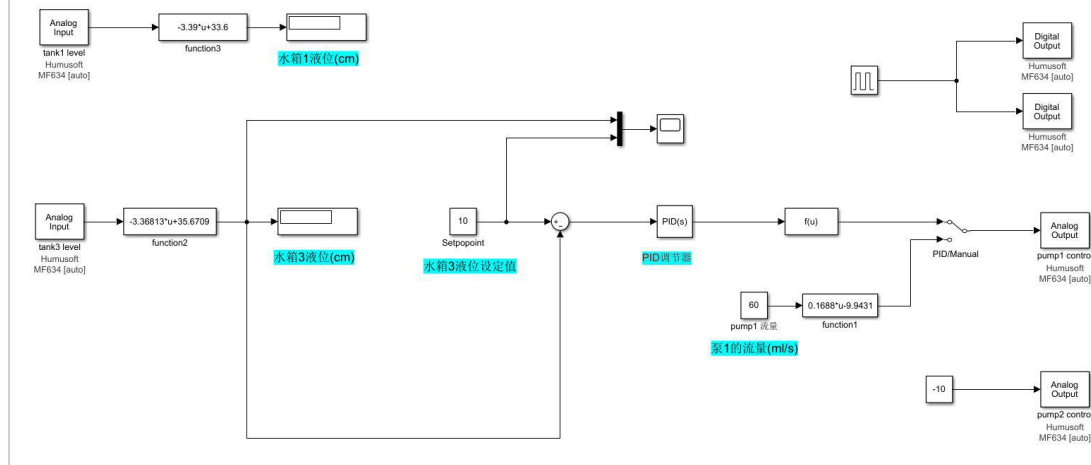 Analog
Input
tank1 level
Humusoft
MF634 [auto]
-3.39*u+33.6
function3
水箱1液位(cm)
Digital
Output
Humusoft
MF634 [auto]
Digital
Output
Humusoft
MF634 [auto]
Analog
Input
tank3 level
Humusoft
MF634 [auto]
-3.36813*u+35.6709
function2
水箱3液位(cm)
10
Setpopoint
水箱3液位设定值
+
-
PID(s)
PID调节器
f(u)
PID/Manual
Analog
Output
pump1 contro
Humusoft
MF634 [auto]
60
pump1 流量
泵1的流量(ml/s)
0.1688*u-9.9431
function1
-10
Analog
Output
pump2 contro
Humusoft
MF634 [auto]